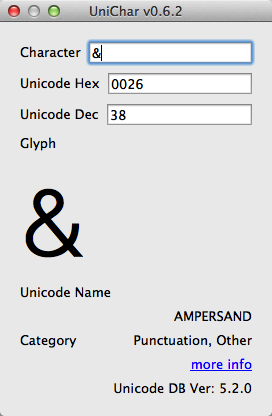 UniChar v0.6.2
Character &
Unicode Hex 0026
Unicode Dec 38
Glyph
&
Unicode Name
AMPERSAND
Category Punctuation, Other
more info
Unicode DB Ver: 5.2.0